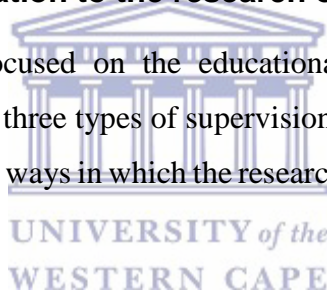 ation to the research
ocused on the educationa
three types of supervision
ways in which the researc
UNIVERSITY of the
WESTERN CAPE